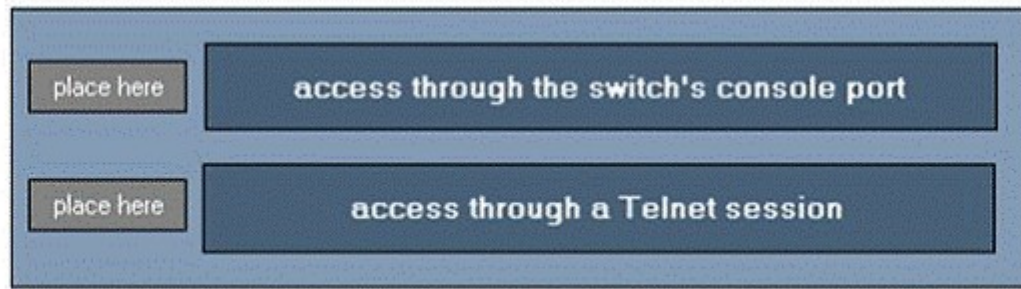 place here
access through the switch's console port
place here
access through a Telnet session